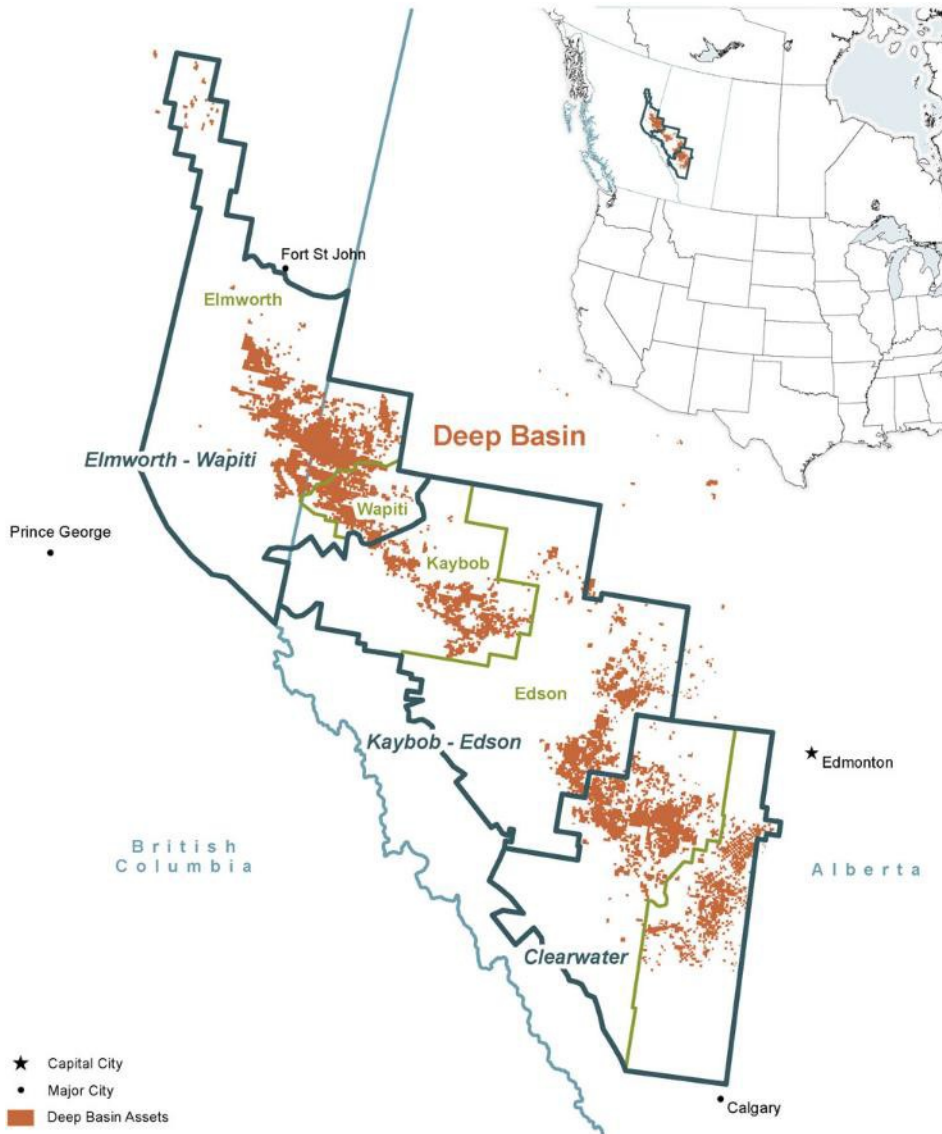 Fort St John
Elmworth
Deep Basin
Elmworth - Wapiti
Wapiti
Prince George
Kaybob
Edson
Kaybob - Edson
Edmonton
British
Columbia
Alberta
Clearwater
Capital City
Major City
Deep Basin Assets
Calgary